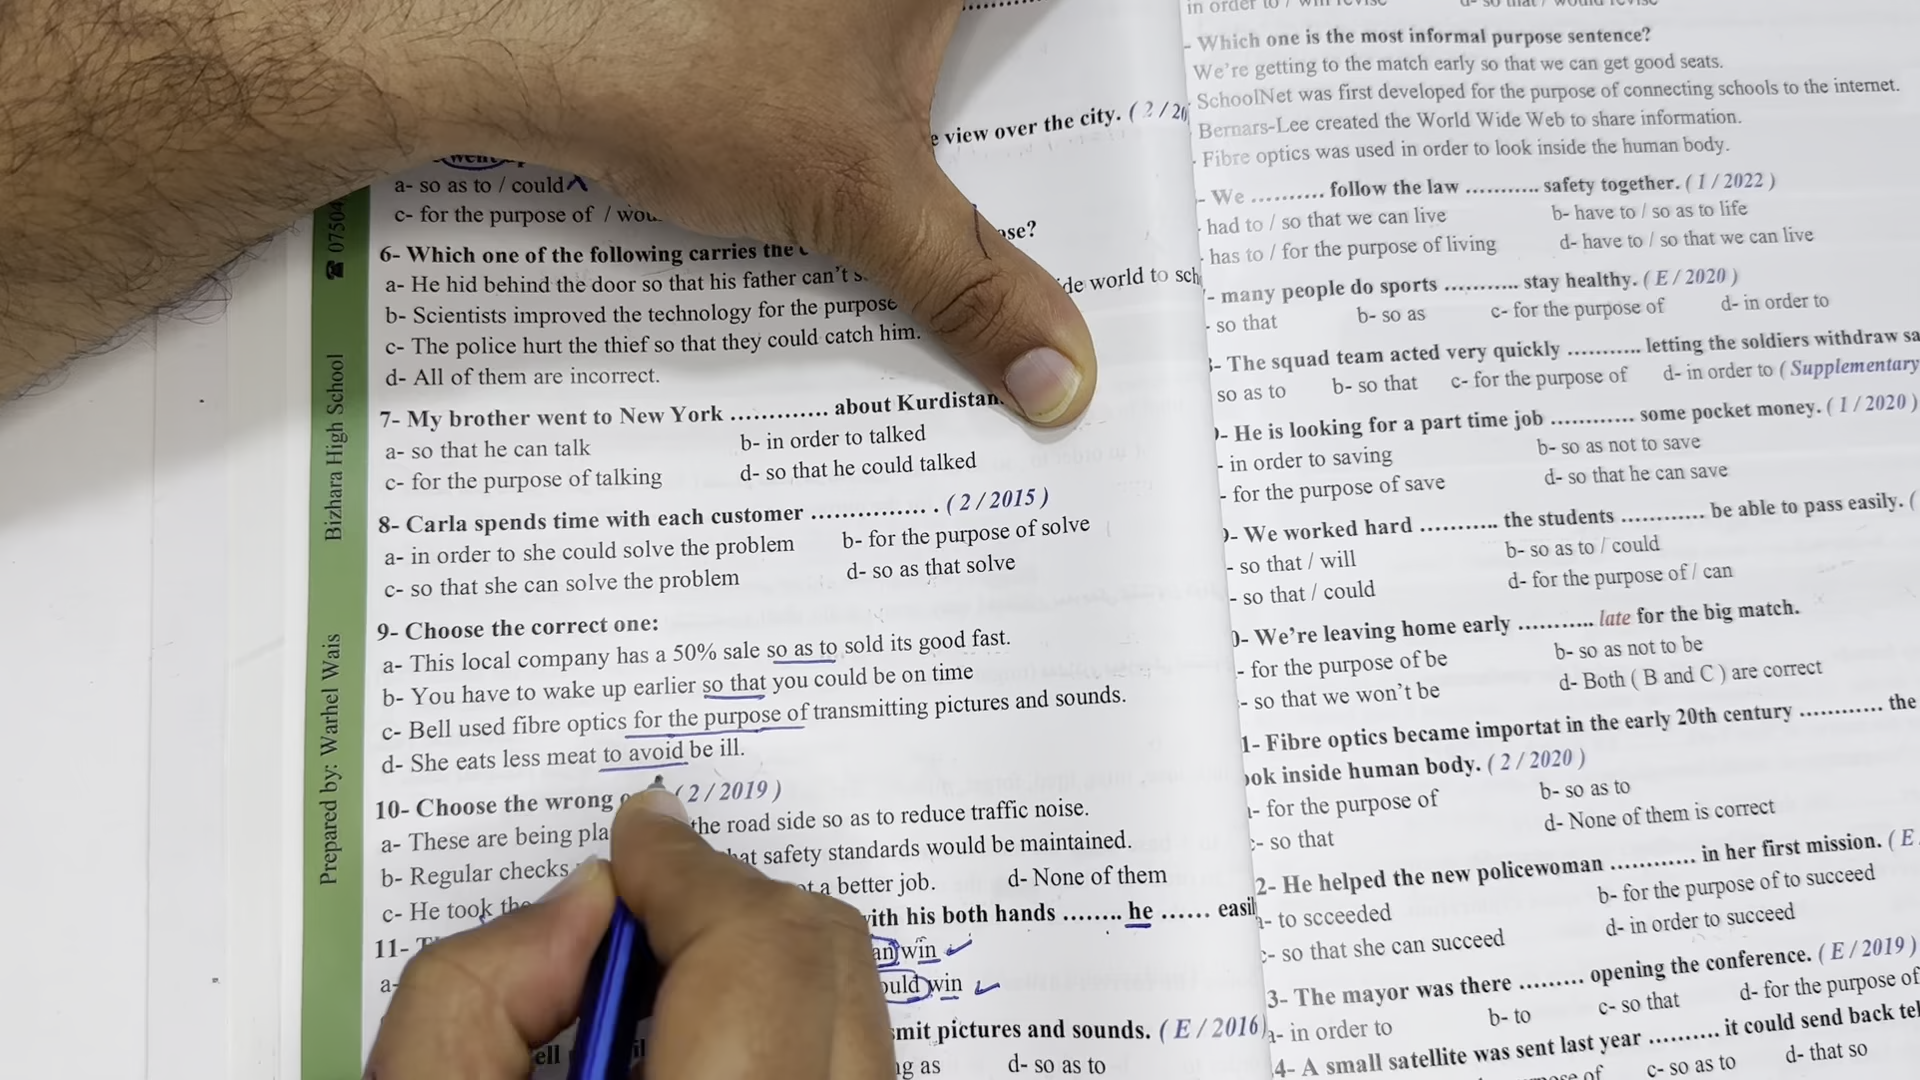 e view over the city. ( 2 / 20
went
a- so as to / could
c- for the purpose of / wou
6- Which one of the following carries the
ose?
a- He hid behind the door so that his father can't s
de world to sch
b- Scientists improved the technology for the purpose
c- The police hurt the thief so that they could catch him.
d- All of them are incorrect.
7- My brother went to New York ............. about Kurdistan.
a- so that he can talk b- in order to talked
c- for the purpose of talking d- so that he could talked
8- Carla spends time with each customer ............... . ( 2 / 2015 )
a- in order to she could solve the problem b- for the purpose of solve
c- so that she can solve the problem d- so as that solve
9- Choose the correct one:
a- This local company has a 50% sale so as to sold its good fast.
b- You have to wake up earlier so that you could be on time
c- Bell used fibre optics for the purpose of transmitting pictures and sounds.
d- She eats less meat to avoid be ill.
10- Choose the wrong ( 2 / 2019 )
a- These are being pla the road side so as to reduce traffic noise.
b- Regular checks hat safety standards would be maintained.
c- He took the t a better job. d- None of them
11- T ith his both hands ........ he ...... easil
a- an win
ould win
smit pictures and sounds. ( E / 2016 )
ell
ng as d- so as to
Prepared by: Warhel Wais Bizhara High School ☎ 07504
in order to / will revise d- so that / would revise
- Which one is the most informal purpose sentence?
We're getting to the match early so that we can get good seats.
SchoolNet was first developed for the purpose of connecting schools to the internet.
Bernars-Lee created the World Wide Web to share information.
Fibre optics was used in order to look inside the human body.
- We .......... follow the law .......... safety together. ( 1 / 2022 )
had to / so that we can live b- have to / so as to life
has to / for the purpose of living d- have to / so that we can live
- many people do sports .......... stay healthy. ( E / 2020 )
- so that b- so as c- for the purpose of d- in order to
- The squad team acted very quickly .......... letting the soldiers withdraw sa
so as to b- so that c- for the purpose of d- in order to ( Supplementary
- He is looking for a part time job ........... some pocket money. ( 1 / 2020 )
- in order to saving b- so as not to save
- for the purpose of save d- so that he can save
- We worked hard .......... the students ........... be able to pass easily. (
- so that / will b- so as to / could
- so that / could d- for the purpose of / can
0- We're leaving home early .......... late for the big match.
- for the purpose of be b- so as not to be
- so that we won't be d- Both ( B and C ) are correct
1- Fibre optics became importat in the early 20th century ........... the
ook inside human body. ( 2 / 2020 )
- for the purpose of b- so as to
- so that d- None of them is correct
2- He helped the new policewoman ........... in her first mission. ( E
a- to scceeded b- for the purpose of to succeed
- so that she can succeed d- in order to succeed
3- The mayor was there ......... opening the conference. ( E / 2019 )
a- in order to b- to c- so that d- for the purpose of
4- A small satellite was sent last year .......... it could send back tel
ose of c- so as to d- that so